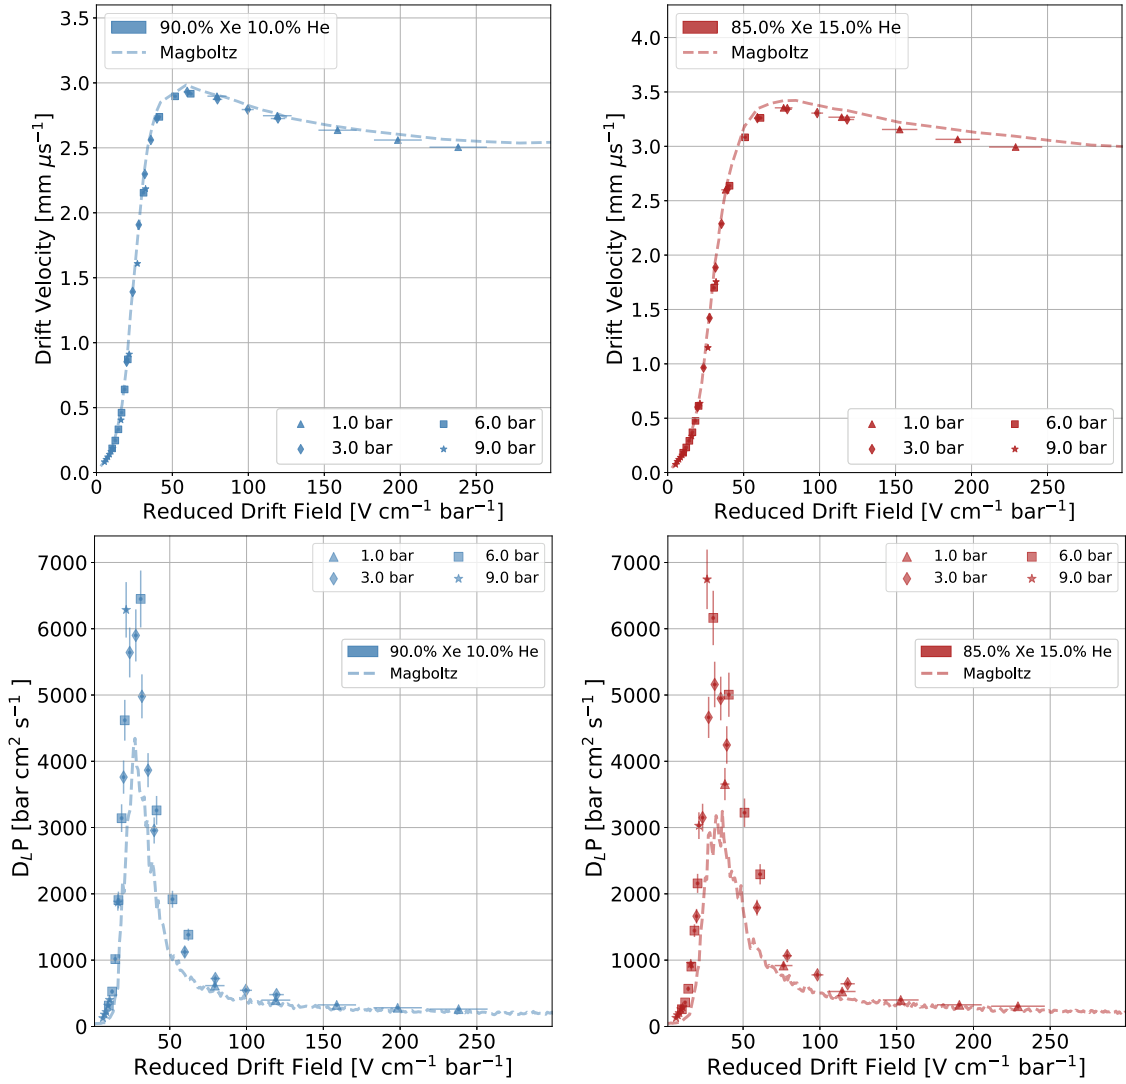 90.0% Xe 10.0% He
Magboltz
1.0 bar
6.0 bar
3.0 bar
9.0 bar
Drift Velocity [mm μs⁻¹]
3.5
3.0
2.5
2.0
1.5
1.0
0.5
0.0
0 50 100 150 200 250
Reduced Drift Field [V cm⁻¹ bar⁻¹]
85.0% Xe 15.0% He
Magboltz
1.0 bar
6.0 bar
3.0 bar
9.0 bar
Drift Velocity [mm μs⁻¹]
4.0
3.5
3.0
2.5
2.0
1.5
1.0
0.5
0.0
0 50 100 150 200 250
Reduced Drift Field [V cm⁻¹ bar⁻¹]
1.0 bar
6.0 bar
3.0 bar
9.0 bar
90.0% Xe 10.0% He
Magboltz
D_LP [bar cm² s⁻¹]
7000
6000
5000
4000
3000
2000
1000
0
50 100 150 200 250
Reduced Drift Field [V cm⁻¹ bar⁻¹]
1.0 bar
6.0 bar
3.0 bar
9.0 bar
85.0% Xe 15.0% He
Magboltz
D_LP [bar cm² s⁻¹]
7000
6000
5000
4000
3000
2000
1000
0
50 100 150 200 250
Reduced Drift Field [V cm⁻¹ bar⁻¹]